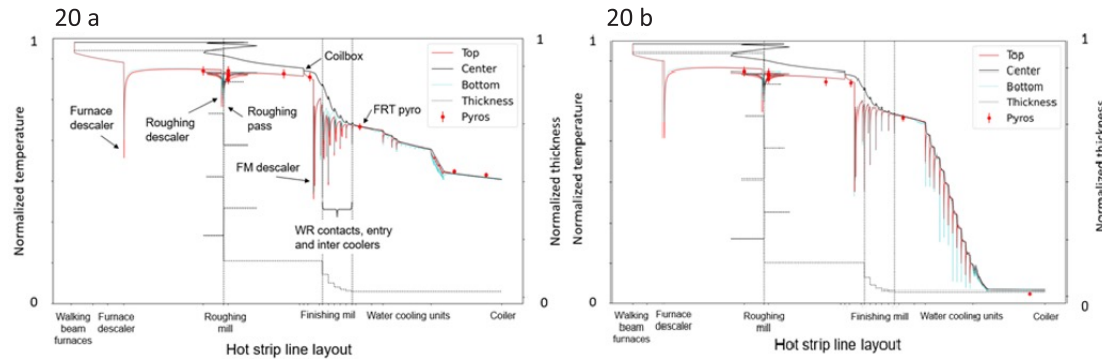 20 a
1
0
Normalized temperature
Furnace
descaler
Roughing
descaler
Roughing
pass
Coilbox
FRT pyro
FM descaler
WR contacts, entry
and inter coolers
Top
Center
Bottom
Thickness
Pyros
1
0
Normalized thickness
Walking
beam
furnaces
Furnace
descaler
Roughing
mill
Finishing mill
Water cooling units
Coiler
Hot strip line layout
20 b
1
0
Normalized temperature
Top
Center
Bottom
Thickness
Pyros
1
0
Normalized thickness
Walking
beam
furnaces
Furnace
descaler
Roughing
mill
Finishing mill
Water cooling units
Coiler
Hot strip line layout